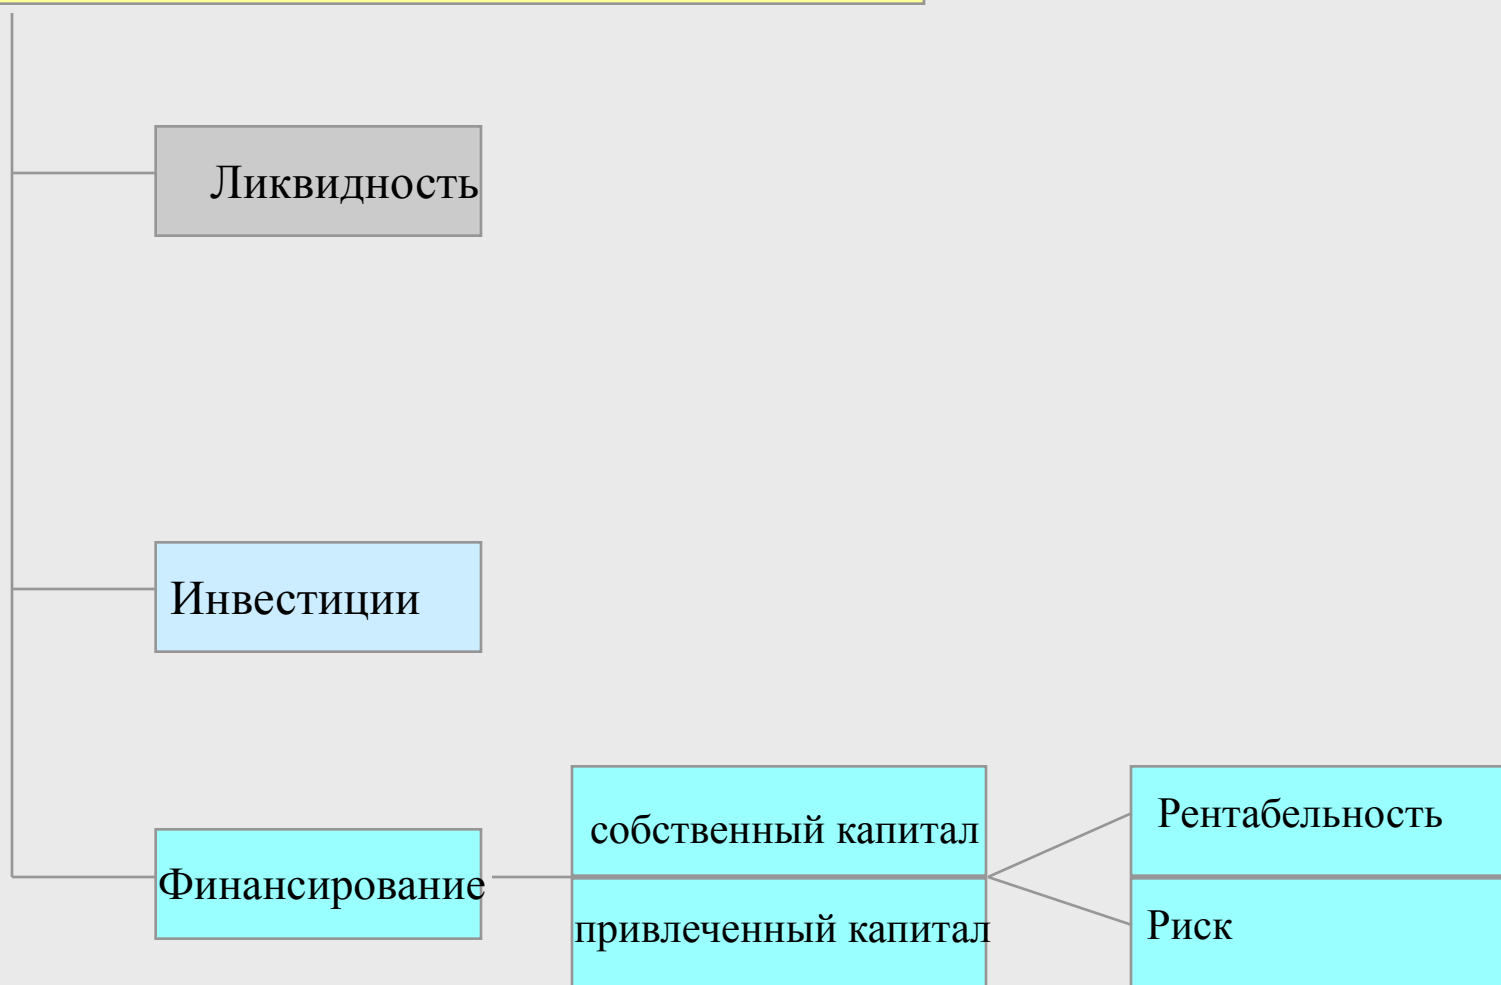 Ликвидность
Инвестиции
Финансирование
собственный капитал
привлеченный капитал
Рентабельность
Риск